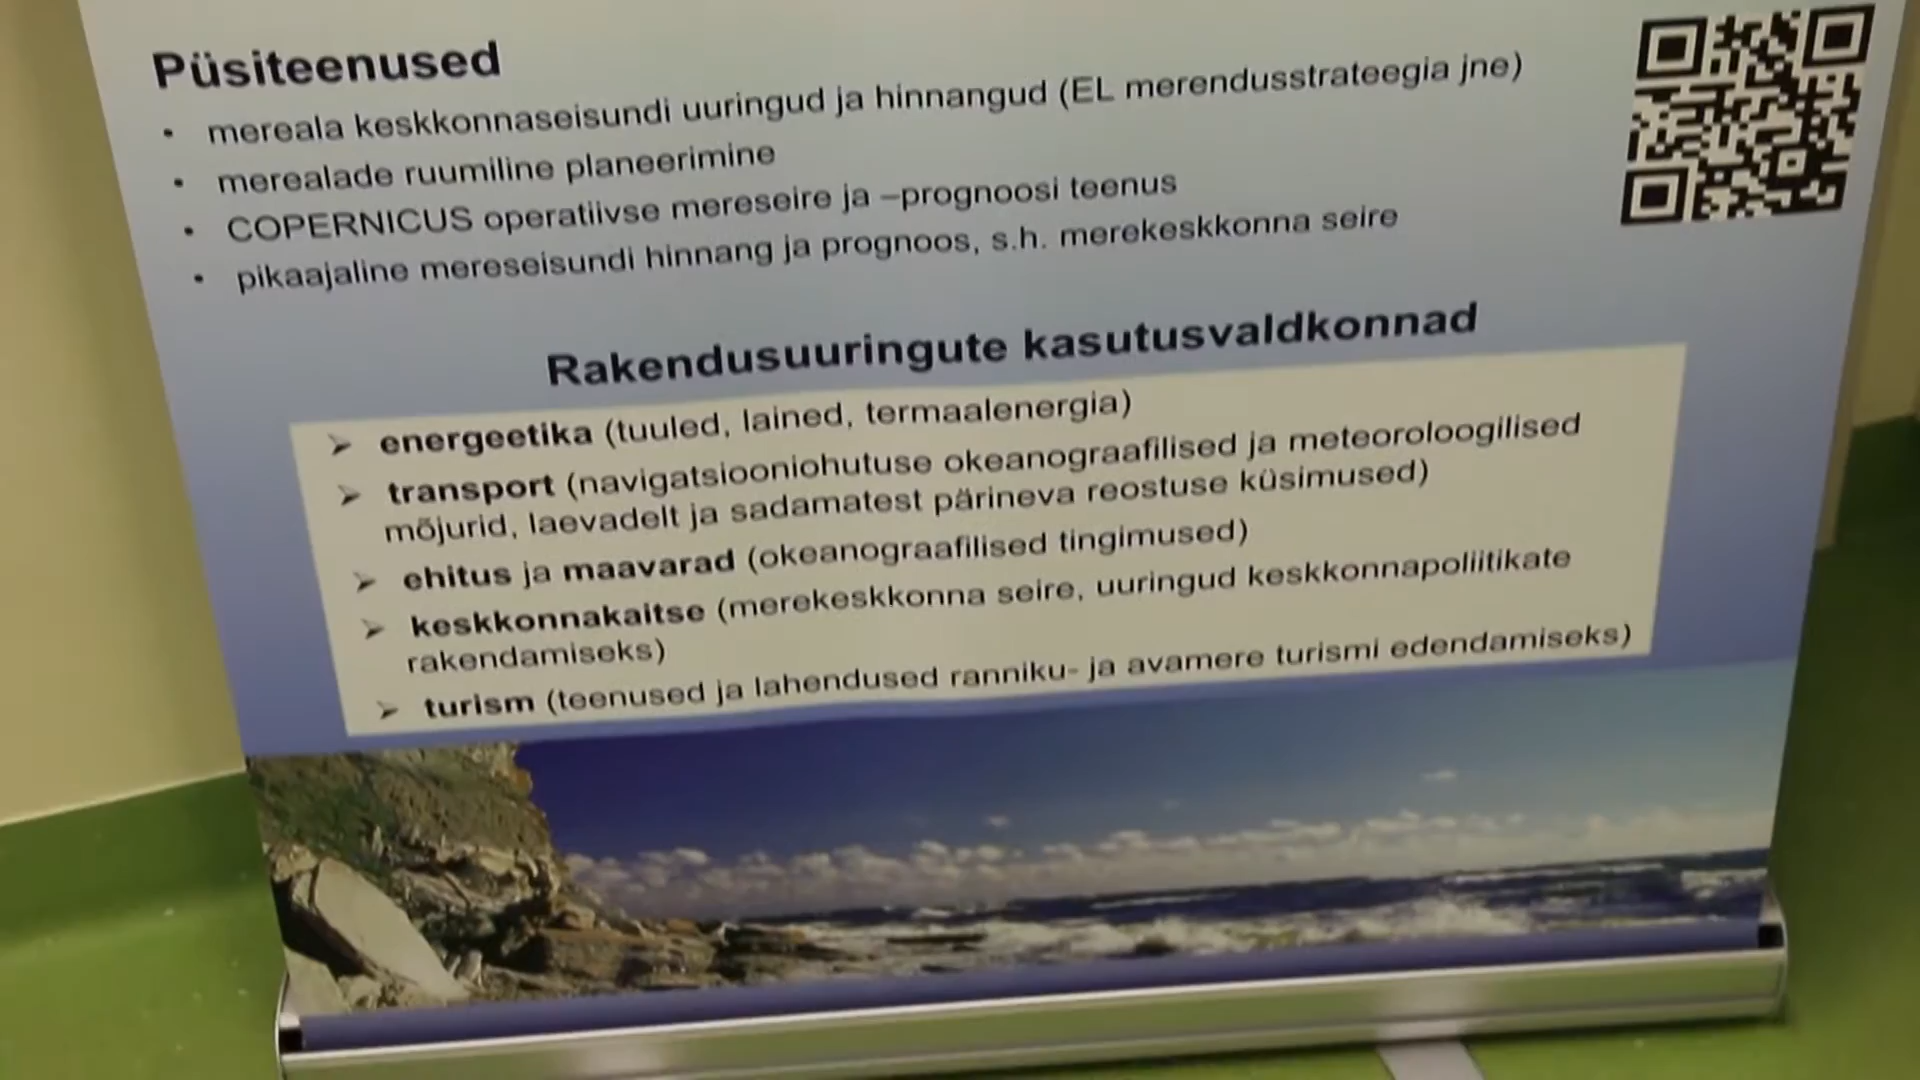 Püsiteenused
• mereala keskkonnaseisundi uuringud ja hinnangud (EL merendusstrateegia jne)
• merealade ruumiline planeerimine
• COPERNICUS operatiivse mereseire ja –prognoosi teenus
• pikaajaline mereseisundi hinnang ja prognoos, s.h. merekeskkonna seire
Rakendusuuringute kasutusvaldkonnad
➢ energeetika (tuuled, lained, termaalenergia)
➢ transport (navigatsiooniohutuse okeanograafilised ja meteoroloogilised
mõjurid, laevadelt ja sadamatest pärineva reostuse küsimused)
➢ ehitus ja maavarad (okeanograafilised tingimused)
➢ keskkonnakaitse (merekeskkonna seire, uuringud keskkonnapoliitikate
rakendamiseks)
➢ turism (teenused ja lahendused ranniku- ja avamere turismi edendamiseks)